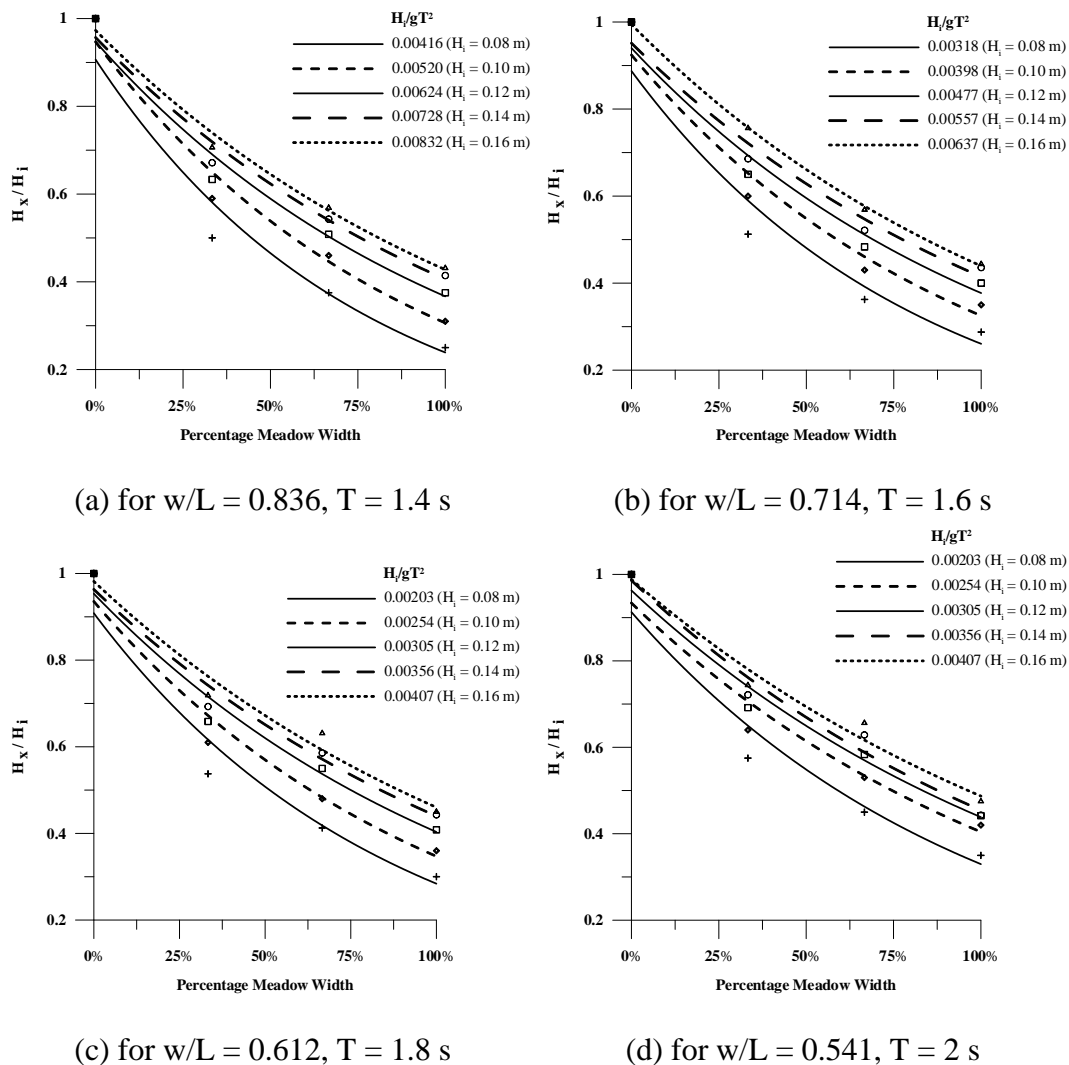 H_i/gT²
0.00416 (H_i = 0.08 m)
0.00520 (H_i = 0.10 m)
0.00624 (H_i = 0.12 m)
0.00728 (H_i = 0.14 m)
0.00832 (H_i = 0.16 m)
1
0.8
0.6
0.4
0.2
H_x / H_i
0% 25% 50% 75% 100%
Percentage Meadow Width
(a) for w/L = 0.836, T = 1.4 s
H_i/gT²
0.00318 (H_i = 0.08 m)
0.00398 (H_i = 0.10 m)
0.00477 (H_i = 0.12 m)
0.00557 (H_i = 0.14 m)
0.00637 (H_i = 0.16 m)
1
0.8
0.6
0.4
0.2
H_x / H_i
0% 25% 50% 75% 100%
Percentage Meadow Width
(b) for w/L = 0.714, T = 1.6 s
H_i/gT²
0.00203 (H_i = 0.08 m)
0.00254 (H_i = 0.10 m)
0.00305 (H_i = 0.12 m)
0.00356 (H_i = 0.14 m)
0.00407 (H_i = 0.16 m)
1
0.8
0.6
0.4
0.2
H_x / H_i
0% 25% 50% 75% 100%
Percentage Meadow Width
(c) for w/L = 0.612, T = 1.8 s
H_i/gT²
0.00203 (H_i = 0.08 m)
0.00254 (H_i = 0.10 m)
0.00305 (H_i = 0.12 m)
0.00356 (H_i = 0.14 m)
0.00407 (H_i = 0.16 m)
1
0.8
0.6
0.4
0.2
H_x / H_i
0% 25% 50% 75% 100%
Percentage Meadow Width
(d) for w/L = 0.541, T = 2 s